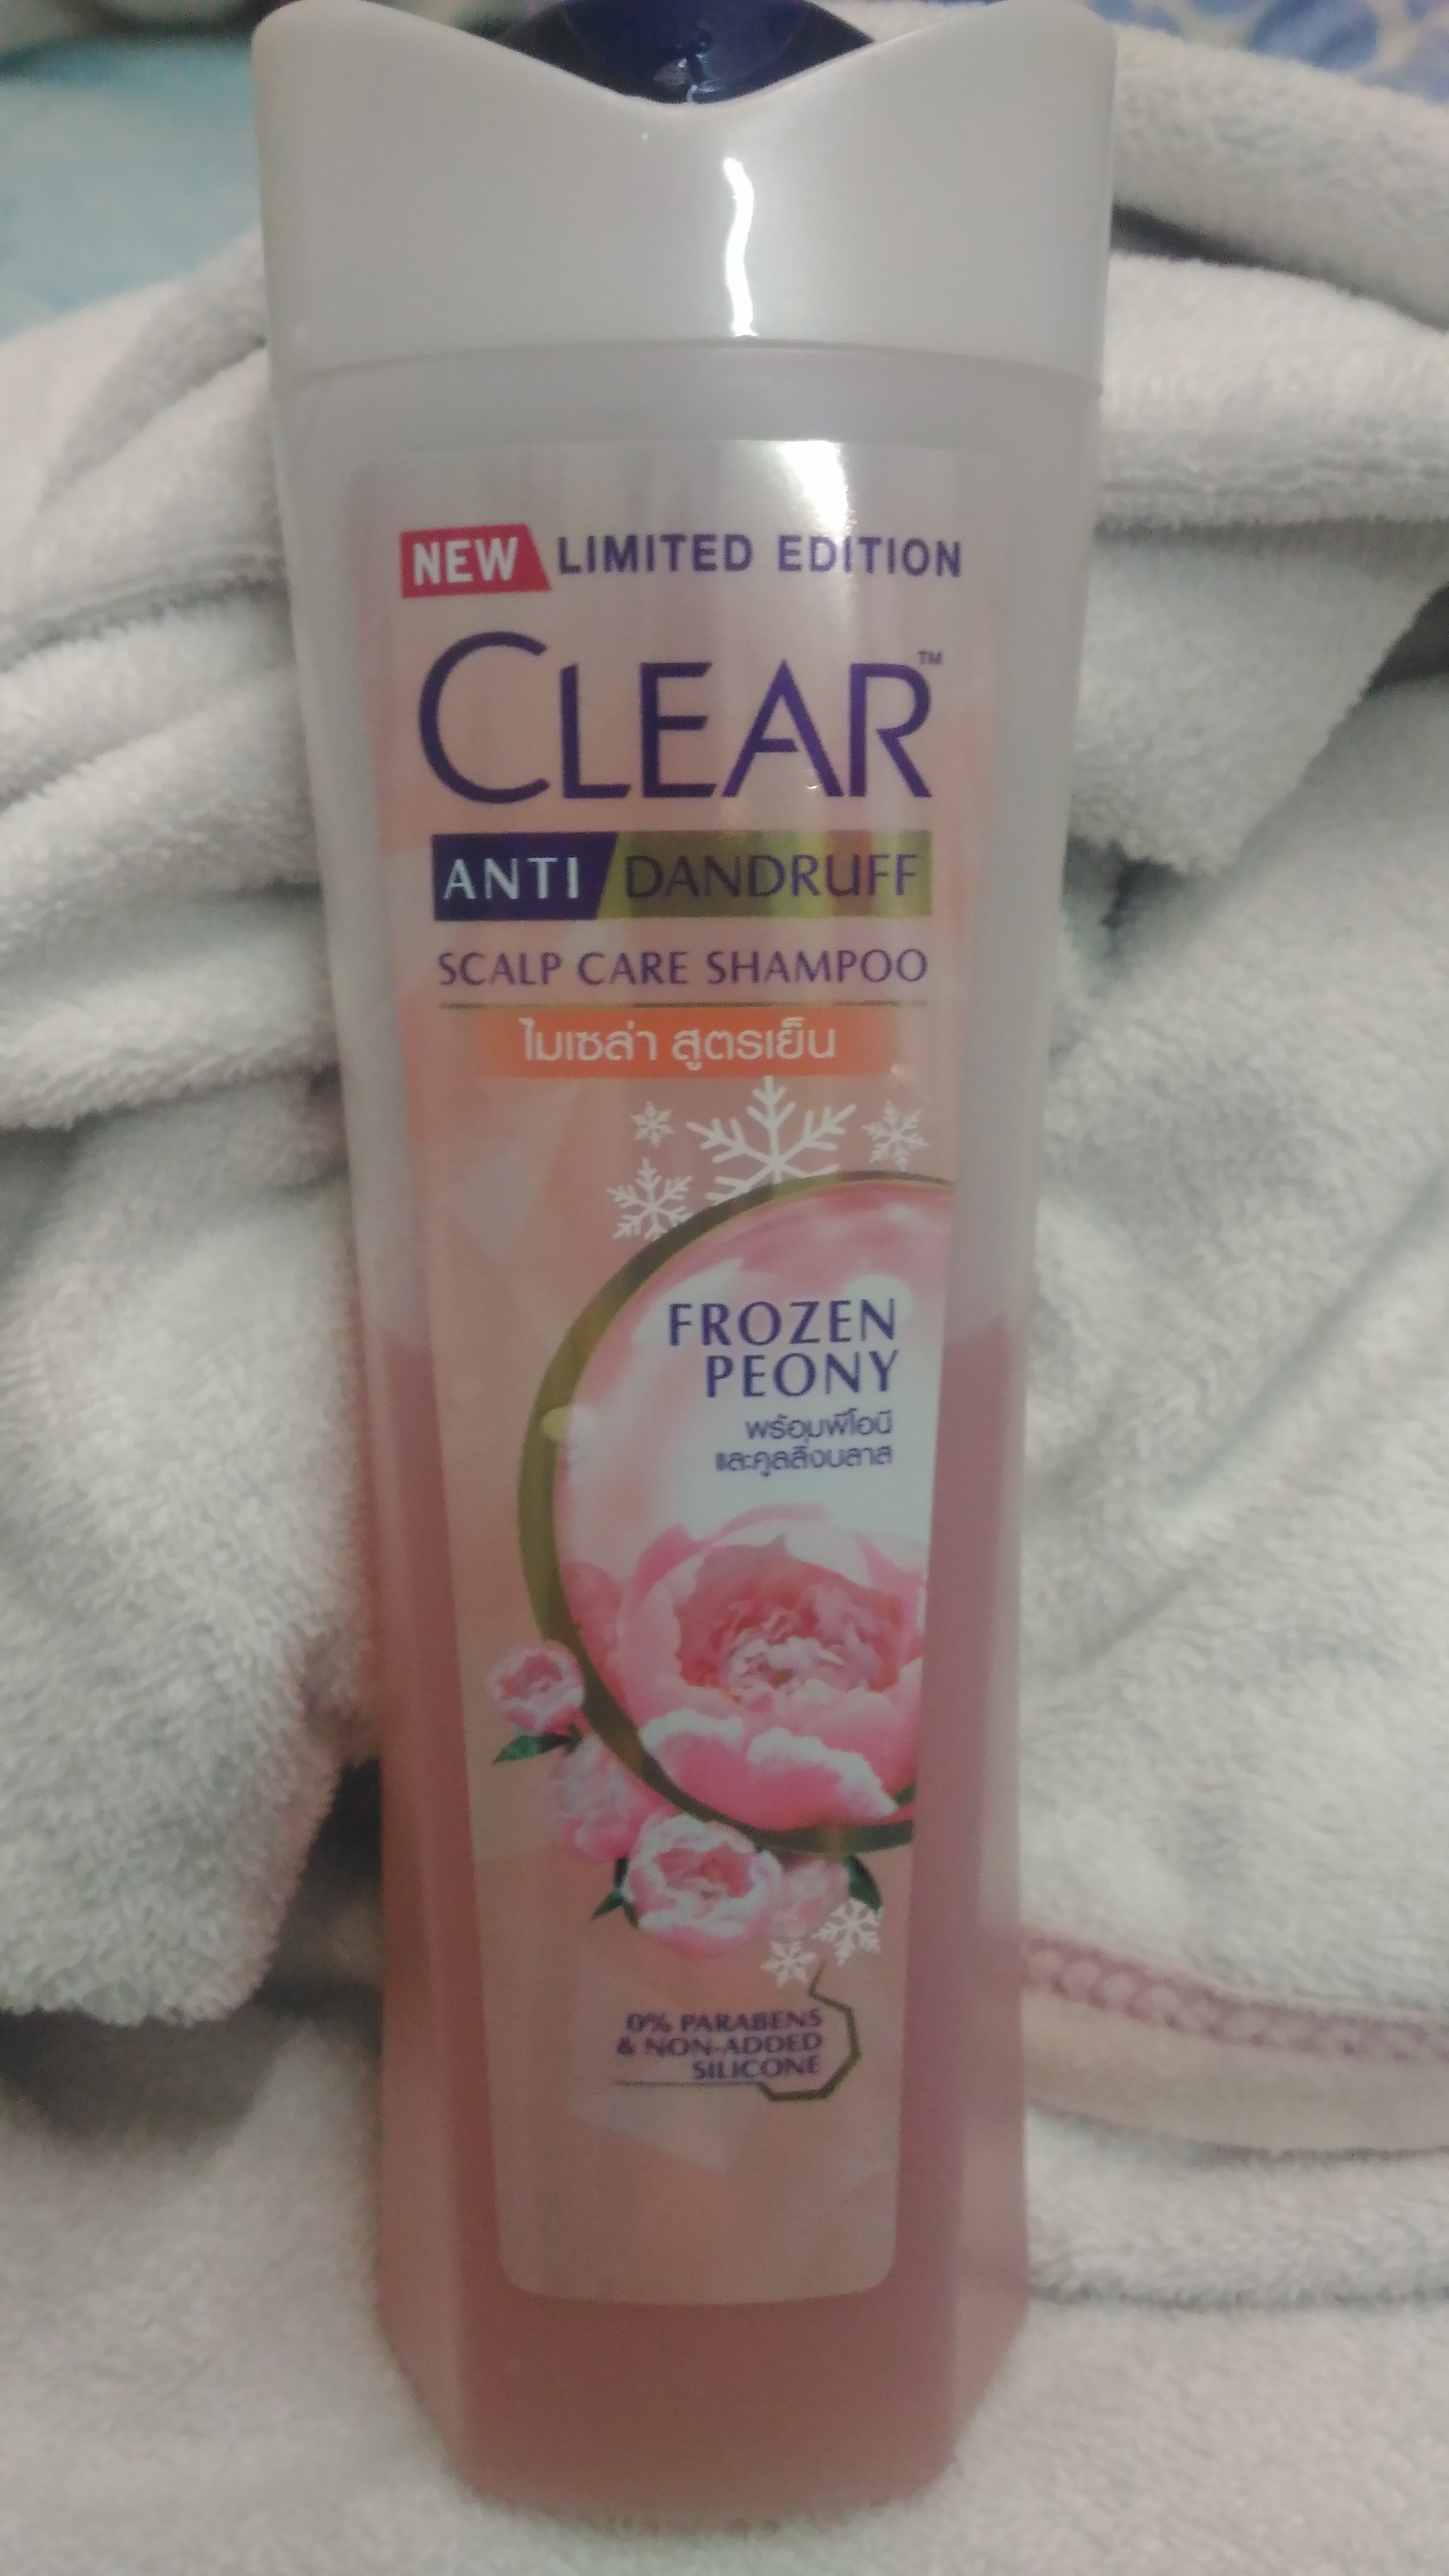 NEW LIMITED EDITION
CLEAR™
ANTI DANDRUFF
SCALP CARE SHAMPOO
ไมเซล่า สูตรเย็น
FROZEN
PEONY
พร้อมพีโอนี
และคูลลิ่งบลาส
0% PARABENS
& NON-ADDED
SILICONE